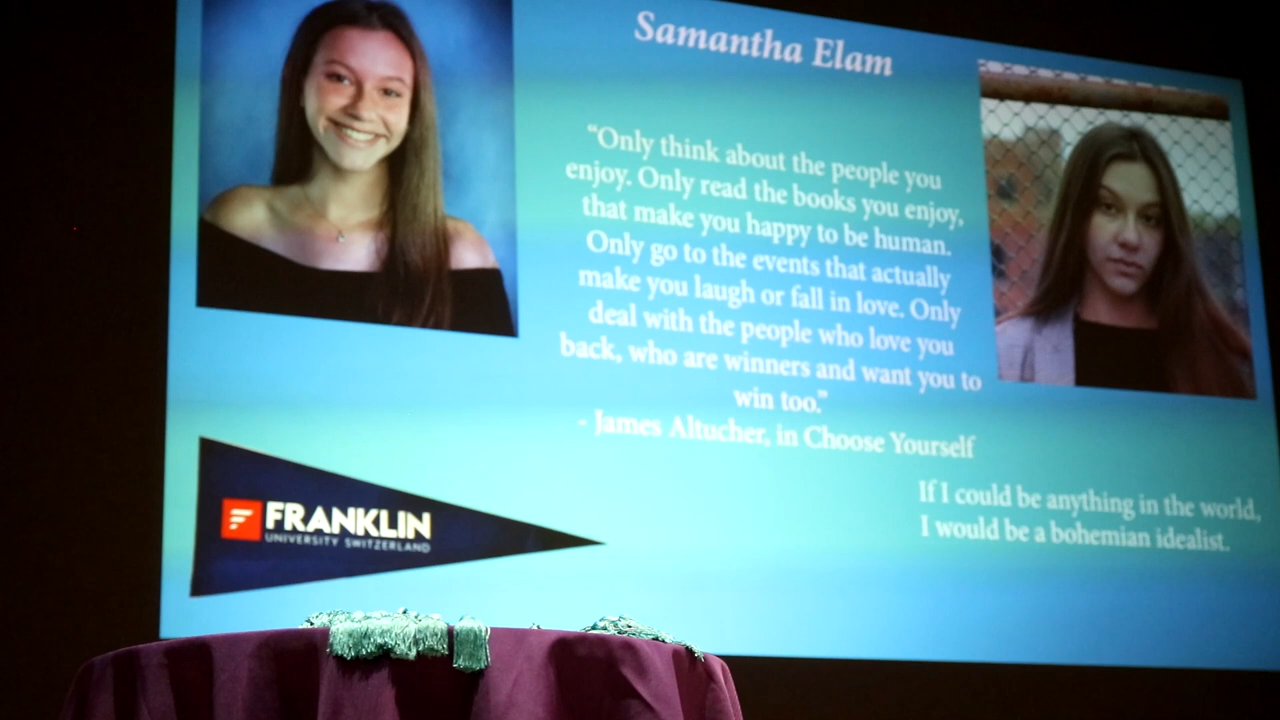 Samantha Elam
“Only think about the people you
enjoy. Only read the books you enjoy,
that make you happy to be human.
Only go to the events that actually
make you laugh or fall in love. Only
deal with the people who love you
back, who are winners and want you to
win too.”
- James Altucher, in Choose Yourself
If I could be anything in the world,
I would be a bohemian idealist.
FRANKLIN
UNIVERSITY SWITZERLAND